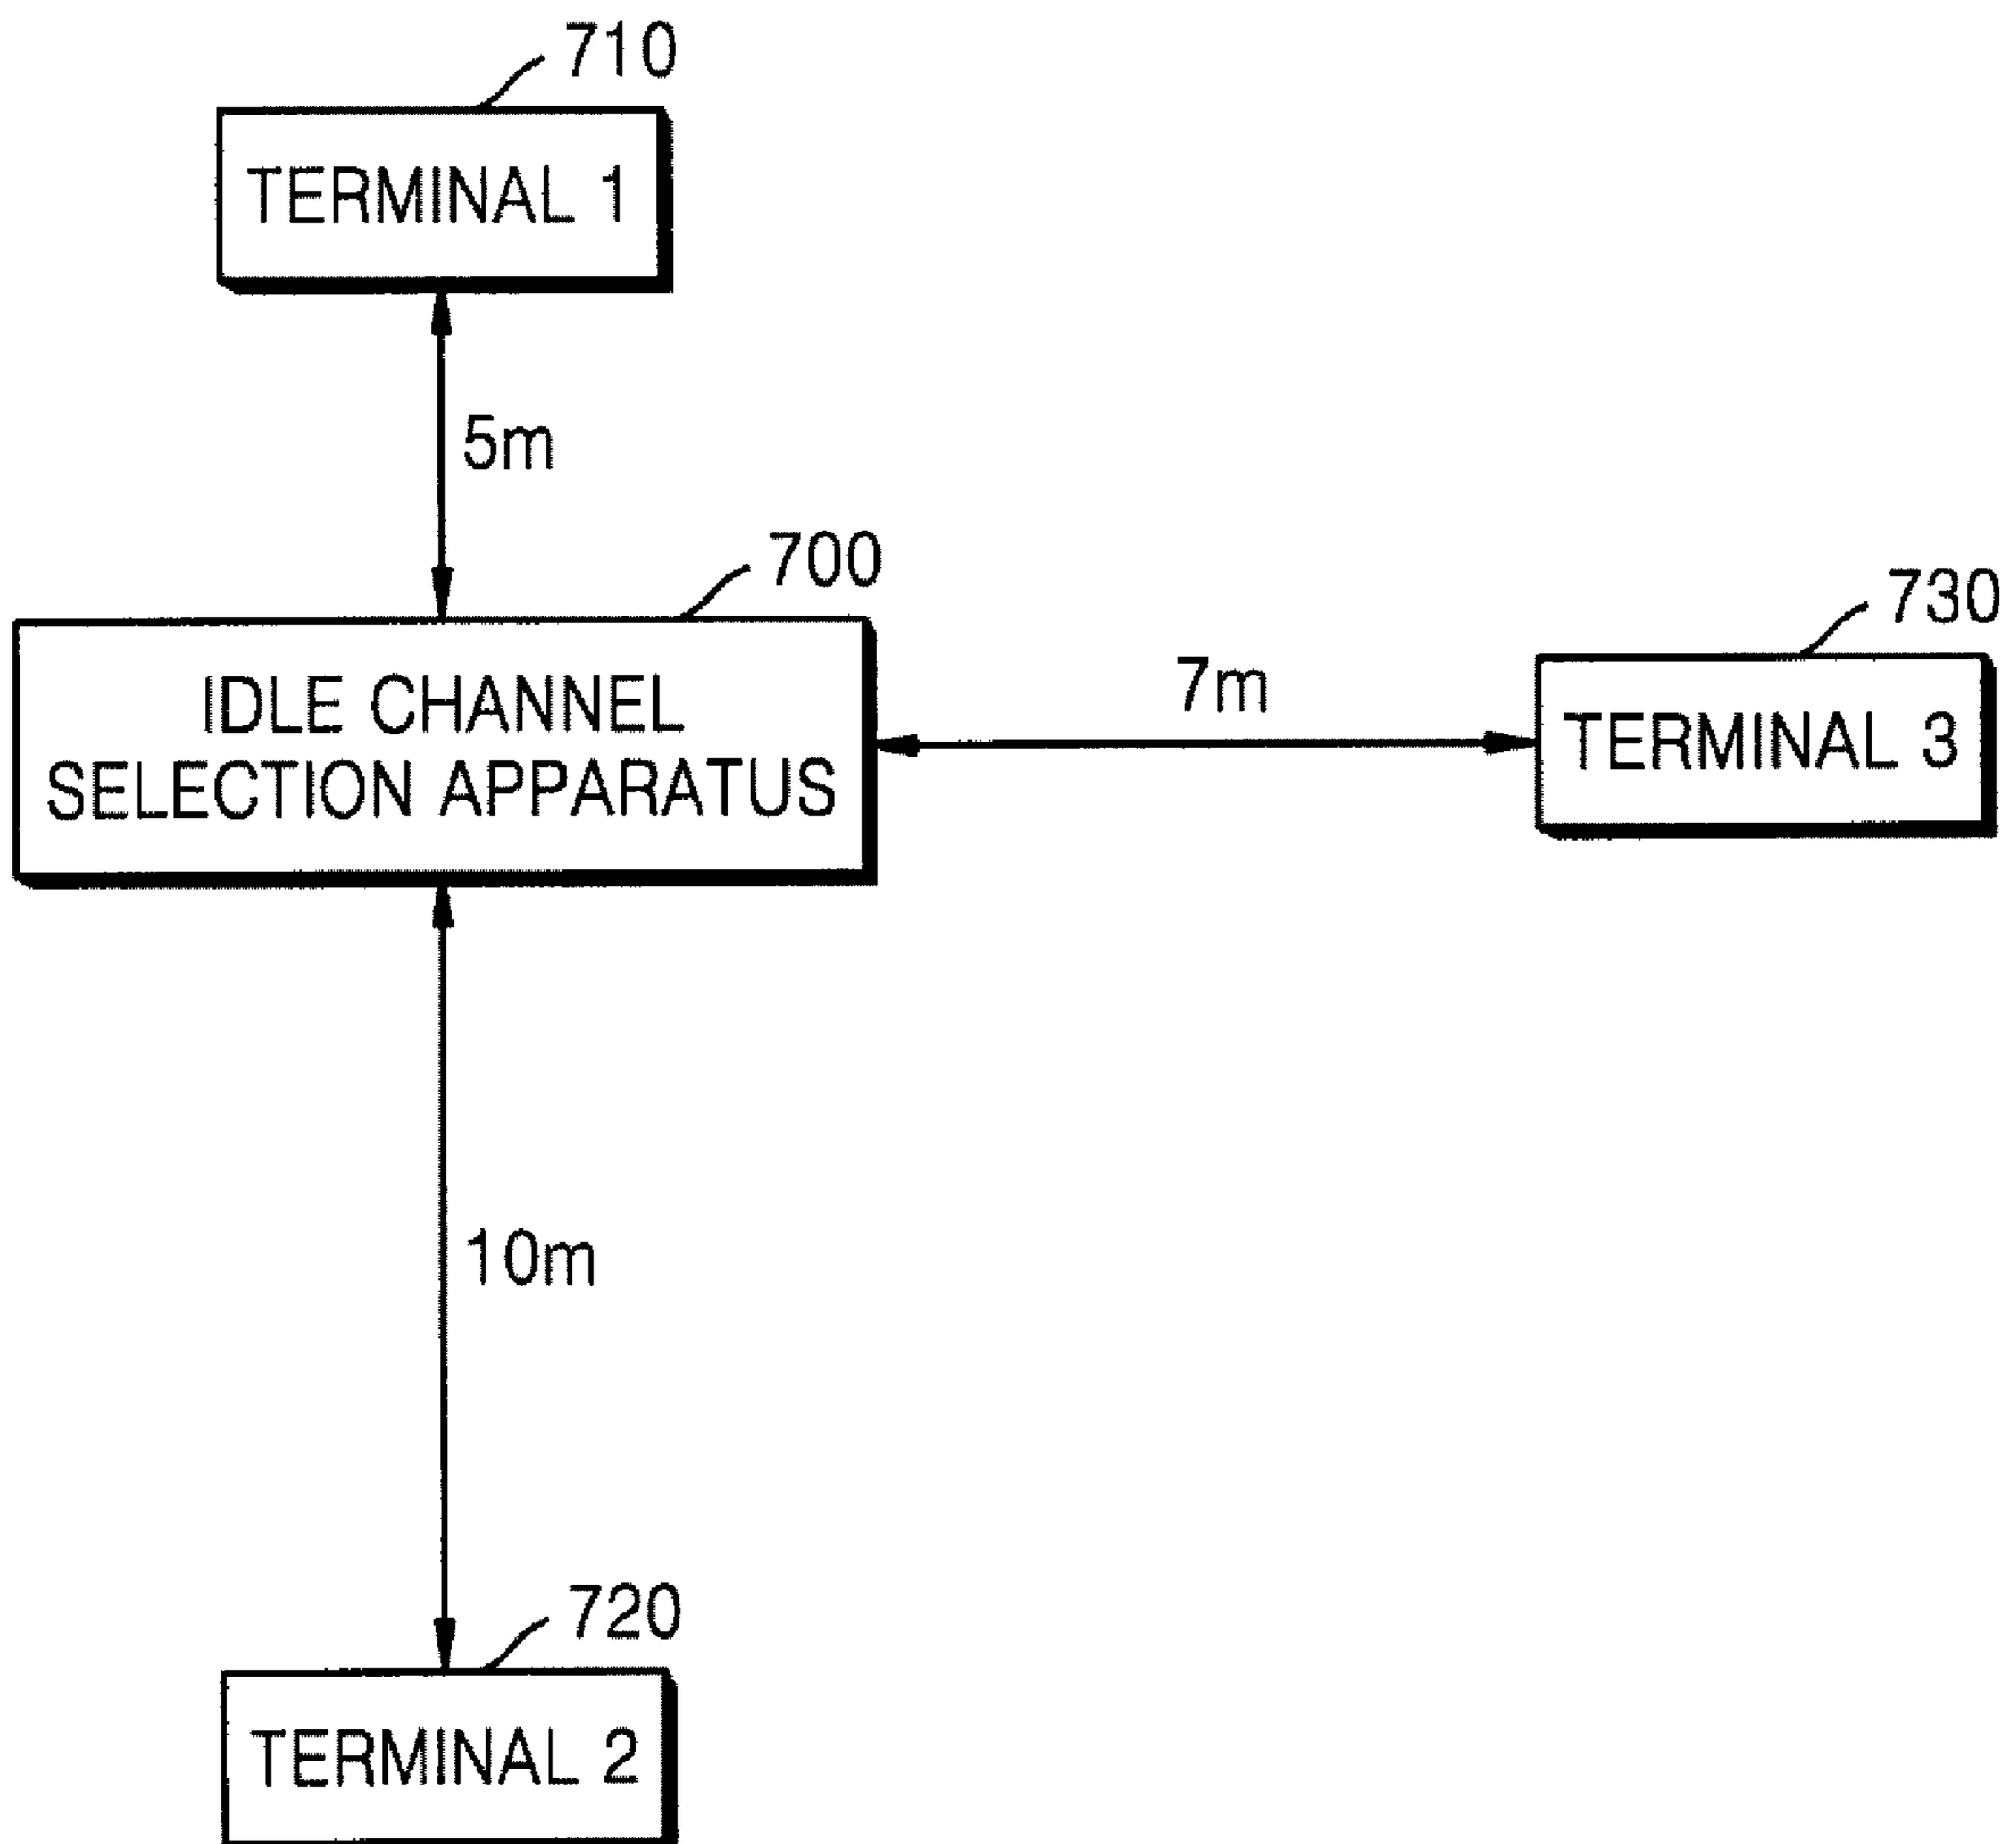 710
TERMINAL 1
5m
700
730
IDLE CHANNEL
SELECTION APPARATUS
7m
TERMINAL 3
10m
720
TERMINAL 2